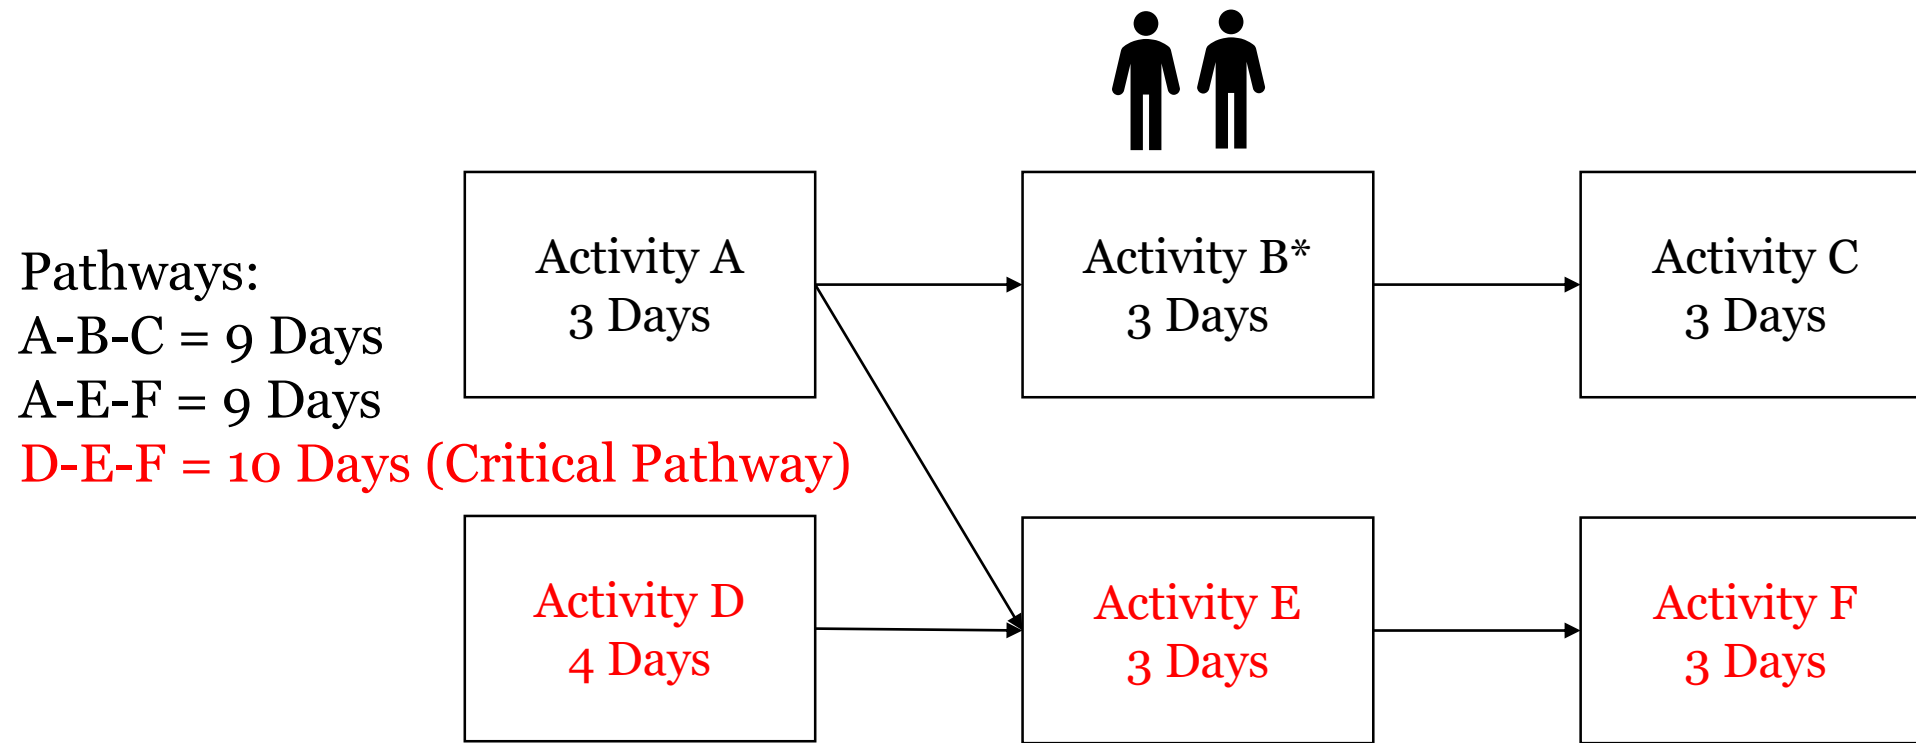 Pathways:
A-B-C = 9 Days
A-E-F = 9 Days
D-E-F = 10 Days (Critical Pathway)
Activity A
3 Days
Activity B*
3 Days
Activity C
3 Days
Activity D
4 Days
Activity E
3 Days
Activity F
3 Days